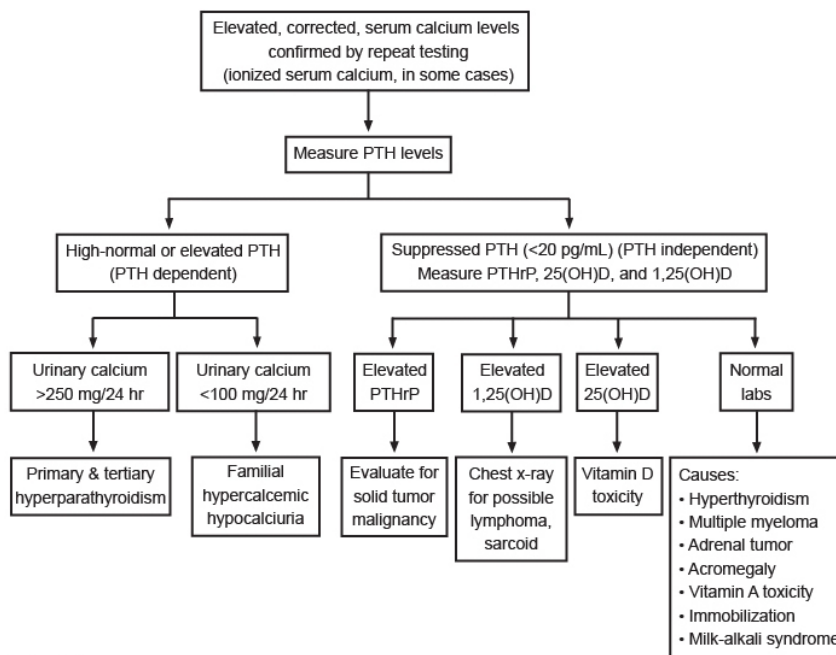 Elevated, corrected, serum calcium levels
confirmed by repeat testing
(ionized serum calcium, in some cases)
Measure PTH levels
High-normal or elevated PTH
(PTH dependent)
Suppressed PTH (<20 pg/mL) (PTH independent)
Measure PTHrP, 25(OH)D, and 1,25(OH)D
Urinary calcium
>250 mg/24 hr
Urinary calcium
<100 mg/24 hr
Elevated
PTHrP
Elevated
1,25(OH)D
Elevated
25(OH)D
Normal
labs
Primary & tertiary
hyperparathyroidism
Familial
hypercalcemic
hypocalciuria
Evaluate for
solid tumor
malignancy
Chest x-ray
for possible
lymphoma,
sarcoid
Vitamin D
toxicity
Causes:
• Hyperthyroidism
• Multiple myeloma
• Adrenal tumor
• Acromegaly
• Vitamin A toxicity
• Immobilization
• Milk-alkali syndrome